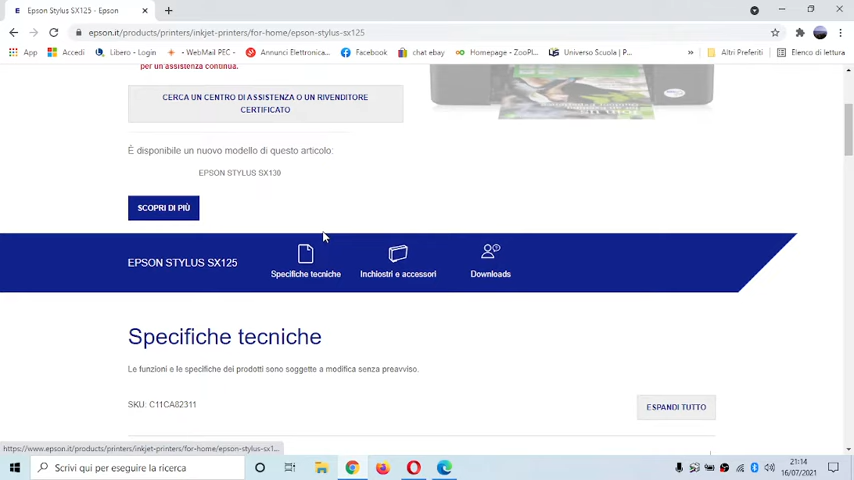 Epson Stylus SX125 - Epson
epson.it/products/printers/inkjet-printers/for-home/epson-stylus-sx125
App Accedi Libero - Login WebMail PEC - Annunci Elettronica... Facebook chat ebay Homepage - ZooPl... Universo Scuola | P... » Altri Preferiti Elenco di lettura
per un'assistenza continua.
CERCA UN CENTRO DI ASSISTENZA O UN RIVENDITORE
CERTIFICATO
È disponibile un nuovo modello di questo articolo:
EPSON STYLUS SX130
SCOPRI DI PIÙ
EPSON STYLUS SX125
Specifiche tecniche Inchiostri e accessori Downloads
Specifiche tecniche
Le funzioni e le specifiche dei prodotti sono soggette a modifica senza preavviso.
SKU: C11CA82311
ESPANDI TUTTO
https://www.epson.it/products/printers/inkjet-printers/for-home/epson-stylus-sx1...
Scrivi qui per eseguire la ricerca
21:14
16/07/2021